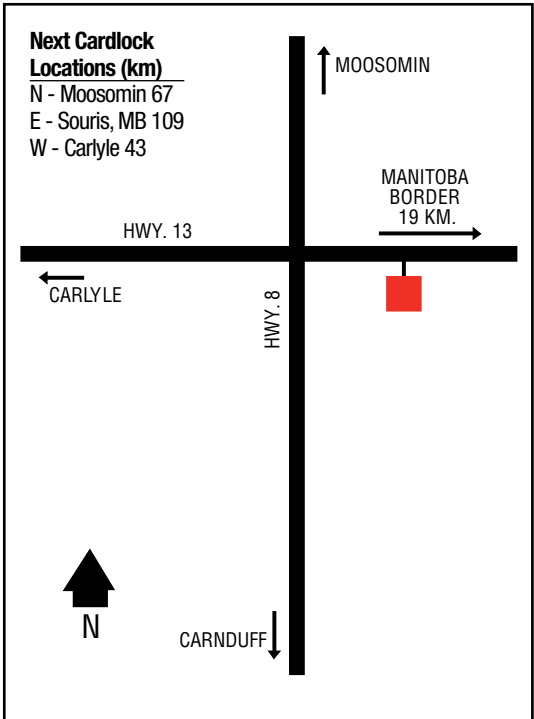 Next Cardlock
Locations (km)
N - Moosomin 67
E - Souris, MB 109
W - Carlyle 43
MOOSOMIN
MANITOBA
BORDER
19 KM.
HWY. 13
CARLYLE
HWY. 8
N
CARNDUFF